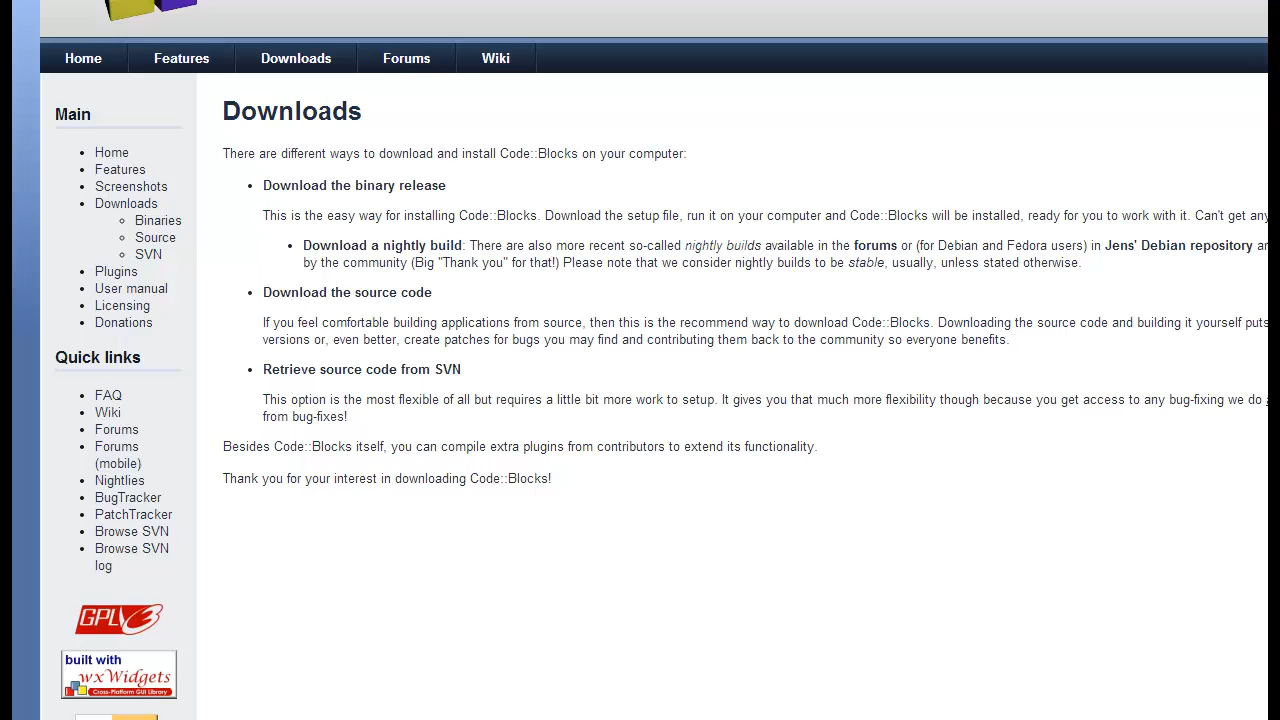 Home Features Downloads Forums Wiki
Main
Home
Features
Screenshots
Downloads
Binaries
Source
SVN
Plugins
User manual
Licensing
Donations
Quick links
FAQ
Wiki
Forums
Forums
(mobile)
Nightlies
BugTracker
PatchTracker
Browse SVN
Browse SVN
log
GPLv3
built with
wxWidgets
Cross-Platform GUI Library
Downloads
There are different ways to download and install Code::Blocks on your computer:
Download the binary release
This is the easy way for installing Code::Blocks. Download the setup file, run it on your computer and Code::Blocks will be installed, ready for you to work with it. Can't get any
Download a nightly build: There are also more recent so-called nightly builds available in the forums or (for Debian and Fedora users) in Jens' Debian repository
by the community (Big "Thank you" for that!) Please note that we consider nightly builds to be stable, usually, unless stated otherwise.
Download the source code
If you feel comfortable building applications from source, then this is the recommend way to download Code::Blocks. Downloading the source code and building it yourself puts
versions or, even better, create patches for bugs you may find and contributing them back to the community so everyone benefits.
Retrieve source code from SVN
This option is the most flexible of all but requires a little bit more work to setup. It gives you that much more flexibility though because you get access to any bug-fixing we do
from bug-fixes!
Besides Code::Blocks itself, you can compile extra plugins from contributors to extend its functionality.
Thank you for your interest in downloading Code::Blocks!